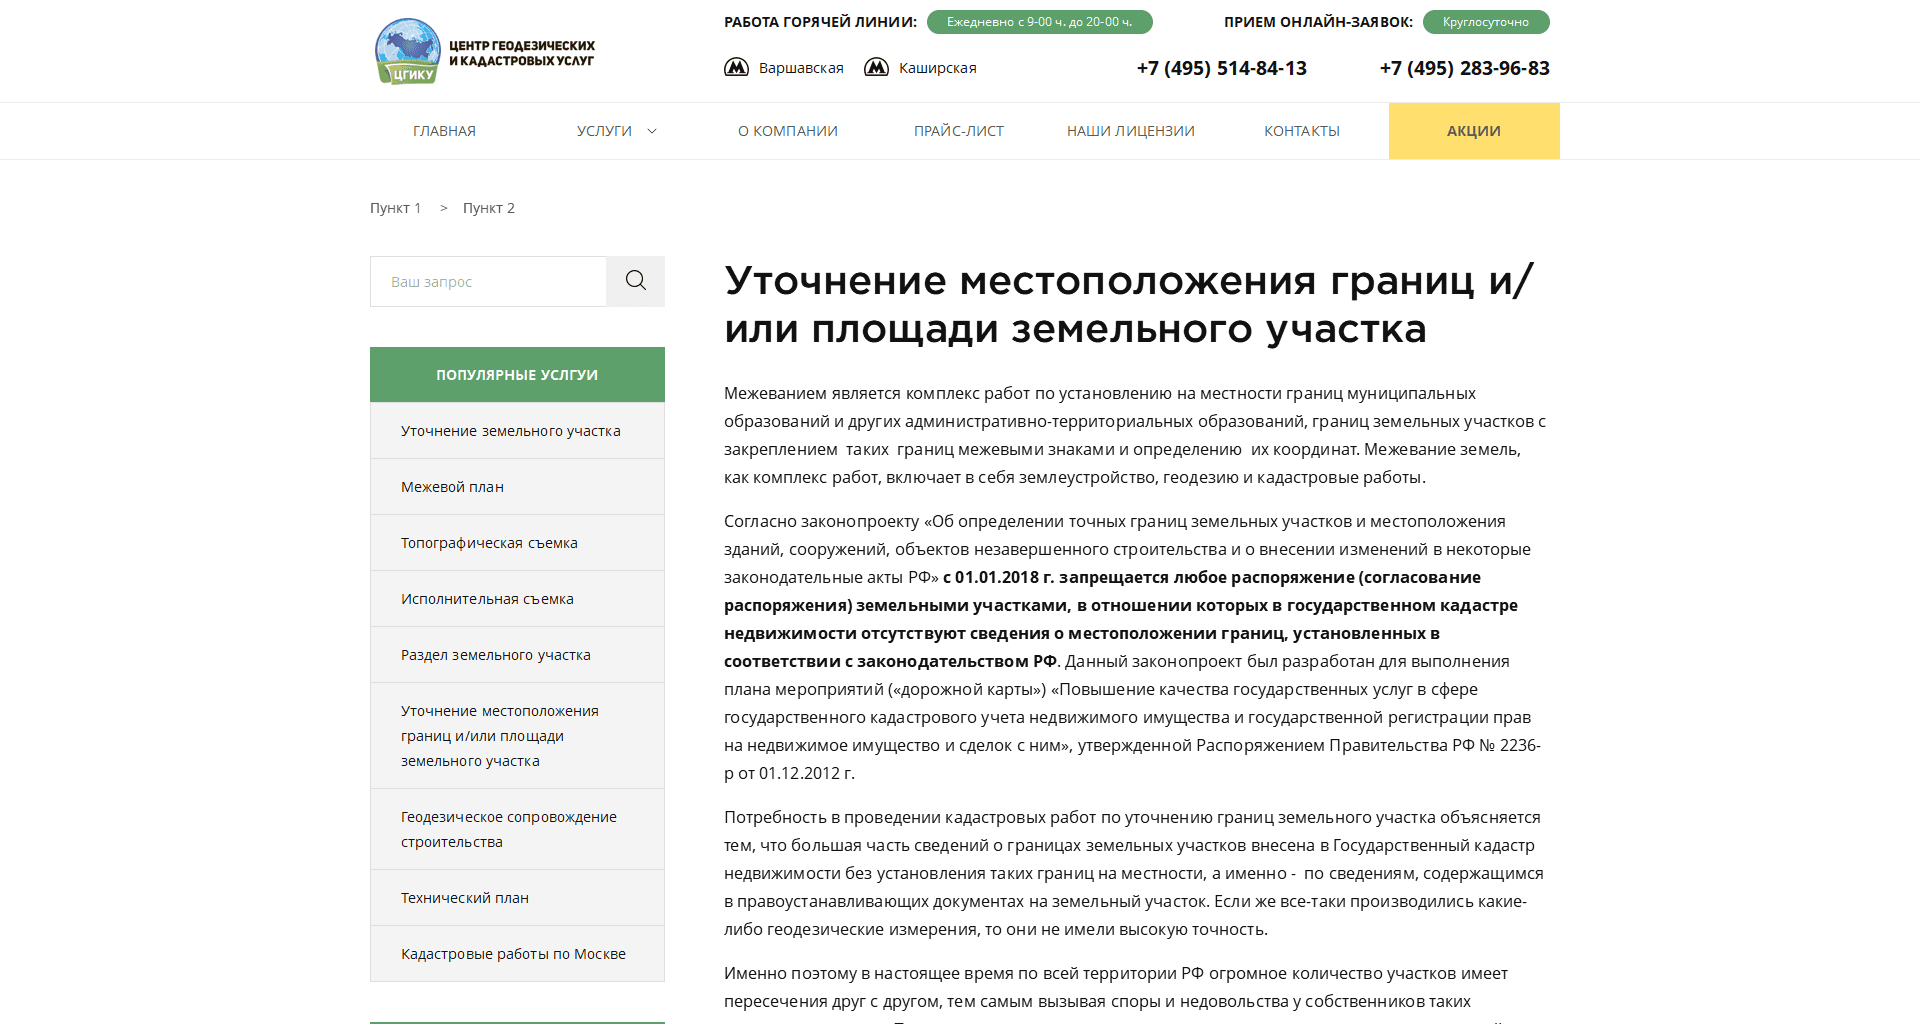 ЦГИКУ
ЦЕНТР ГЕОДЕЗИЧЕСКИХ
И КАДАСТРОВЫХ УСЛУГ
РАБОТА ГОРЯЧЕЙ ЛИНИИ: Ежедневно с 9-00 ч. до 20-00 ч.
ПРИЕМ ОНЛАЙН-ЗАЯВОК: Круглосуточно
Варшавская Каширская +7 (495) 514-84-13 +7 (495) 283-96-83
ГЛАВНАЯ УСЛУГИ О КОМПАНИИ ПРАЙС-ЛИСТ НАШИ ЛИЦЕНЗИИ КОНТАКТЫ АКЦИИ
Пункт 1 > Пункт 2
Ваш запрос
ПОПУЛЯРНЫЕ УСЛГУИ
Уточнение земельного участка
Межевой план
Топографическая съемка
Исполнительная съемка
Раздел земельного участка
Уточнение местоположения
границ и/или площади
земельного участка
Геодезическое сопровождение
строительства
Технический план
Кадастровые работы по Москве
Уточнение местоположения границ и/
или площади земельного участка
Межеванием является комплекс работ по установлению на местности границ муниципальных
образований и других административно-территориальных образований, границ земельных участков с
закреплением  таких  границ межевыми знаками и определению  их координат. Межевание земель,
как комплекс работ, включает в себя землеустройство, геодезию и кадастровые работы.
Согласно законопроекту «Об определении точных границ земельных участков и местоположения
зданий, сооружений, объектов незавершенного строительства и о внесении изменений в некоторые
законодательные акты РФ» с 01.01.2018 г. запрещается любое распоряжение (согласование
распоряжения) земельными участками, в отношении которых в государственном кадастре
недвижимости отсутствуют сведения о местоположении границ, установленных в
соответствии с законодательством РФ. Данный законопроект был разработан для выполнения
плана мероприятий («дорожной карты») «Повышение качества государственных услуг в сфере
государственного кадастрового учета недвижимого имущества и государственной регистрации прав
на недвижимое имущество и сделок с ним», утвержденной Распоряжением Правительства РФ № 2236-
р от 01.12.2012 г.
Потребность в проведении кадастровых работ по уточнению границ земельного участка объясняется
тем, что большая часть сведений о границах земельных участков внесена в Государственный кадастр
недвижимости без установления таких границ на местности, а именно -  по сведениям, содержащимся
в правоустанавливающих документах на земельный участок. Если же все-таки производились какие-
либо геодезические измерения, то они не имели высокую точность.
Именно поэтому в настоящее время по всей территории РФ огромное количество участков имеет
пересечения друг с другом, тем самым вызывая споры и недовольства у собственников таких